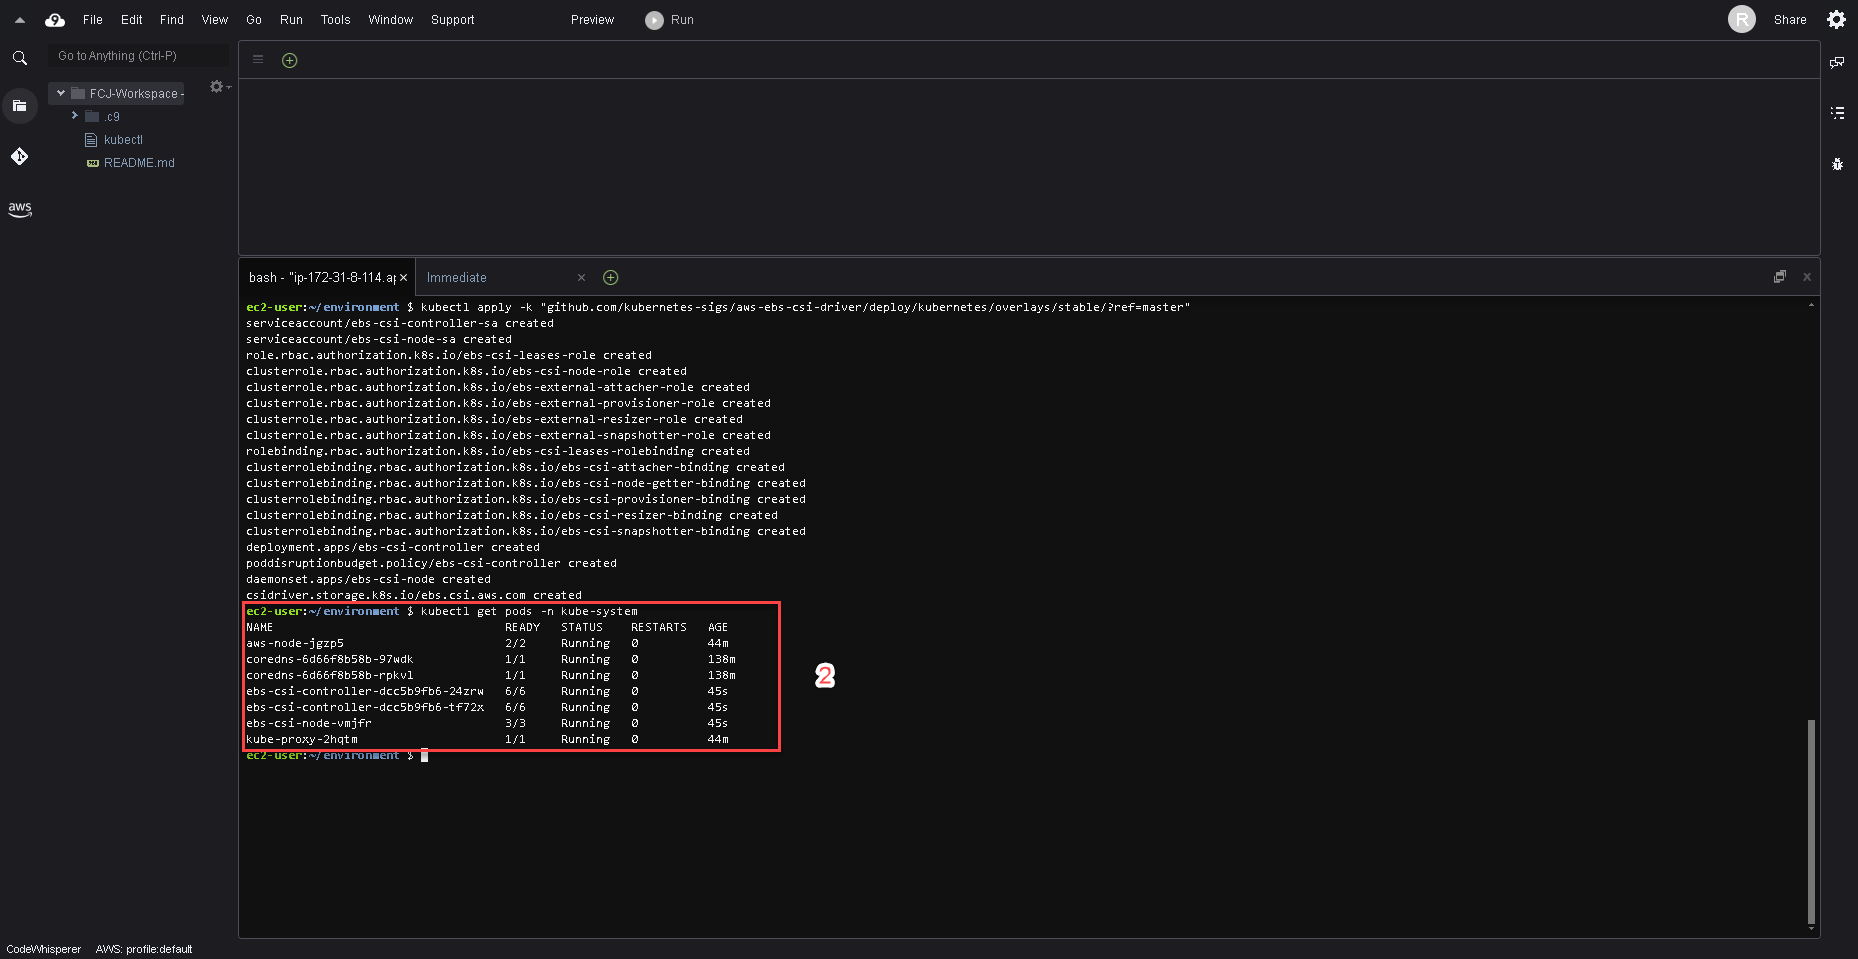 File Edit Find View Go Run Tools Window Support Preview Run R Share
Go to Anything (Ctrl-P)
FCJ-Workspace -
.c9
kubectl
README.md
aws
bash - "ip-172-31-8-114.ap
Immediate
ec2-user:~/environment $ kubectl apply -k "github.com/kubernetes-sigs/aws-ebs-csi-driver/deploy/kubernetes/overlays/stable/?ref=master"
serviceaccount/ebs-csi-controller-sa created
serviceaccount/ebs-csi-node-sa created
role.rbac.authorization.k8s.io/ebs-csi-leases-role created
clusterrole.rbac.authorization.k8s.io/ebs-csi-node-role created
clusterrole.rbac.authorization.k8s.io/ebs-external-attacher-role created
clusterrole.rbac.authorization.k8s.io/ebs-external-provisioner-role created
clusterrole.rbac.authorization.k8s.io/ebs-external-resizer-role created
clusterrole.rbac.authorization.k8s.io/ebs-external-snapshotter-role created
rolebinding.rbac.authorization.k8s.io/ebs-csi-leases-rolebinding created
clusterrolebinding.rbac.authorization.k8s.io/ebs-csi-attacher-binding created
clusterrolebinding.rbac.authorization.k8s.io/ebs-csi-node-getter-binding created
clusterrolebinding.rbac.authorization.k8s.io/ebs-csi-provisioner-binding created
clusterrolebinding.rbac.authorization.k8s.io/ebs-csi-resizer-binding created
clusterrolebinding.rbac.authorization.k8s.io/ebs-csi-snapshotter-binding created
deployment.apps/ebs-csi-controller created
poddisruptionbudget.policy/ebs-csi-controller created
daemonset.apps/ebs-csi-node created
csidriver.storage.k8s.io/ebs.csi.aws.com created
ec2-user:~/environment $ kubectl get pods -n kube-system
NAME READY STATUS RESTARTS AGE
aws-node-jgzp5 2/2 Running 0 44m
coredns-6d66f8b58b-97wdk 1/1 Running 0 138m
coredns-6d66f8b58b-rpkvl 1/1 Running 0 138m
ebs-csi-controller-dcc5b9fb6-24zrw 6/6 Running 0 45s
ebs-csi-controller-dcc5b9fb6-tf72x 6/6 Running 0 45s
ebs-csi-node-vmjfr 3/3 Running 0 45s
kube-proxy-2hqtm 1/1 Running 0 44m
ec2-user:~/environment $
2
CodeWhisperer AWS: profile:default